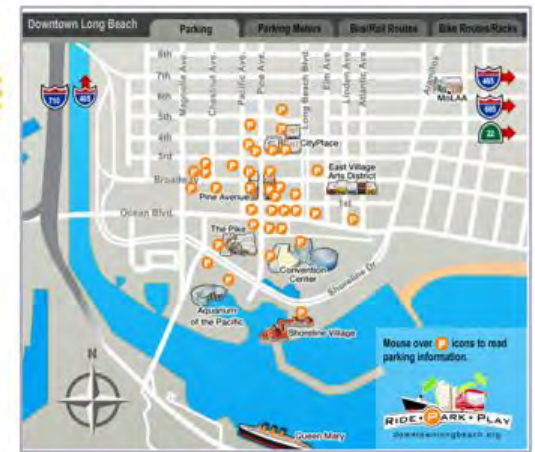 Downtown Long Beach
Parking
Parking Meters
Bus/Rail Routes
Bike Routes/Racks
8th
7th
6th
5th
4th
3rd
Broadway
Ocean Blvd.
Magnolia Ave.
Chestnut Ave.
Pacific Ave.
Pine Ave.
Long Beach Blvd.
Elm Ave.
Linden Ave.
Atlantic Ave.
Alamitos
MoLAA
710
405
405
605
22
CityPlace
East Village
Arts District
1st
Pine Avenue
The Pike
Convention
Center
Shoreline Dr
Aquarium
of the Pacific
Shoreline Village
Queen Mary
N
Mouse over P icons to read
parking information.
RIDE • PARK • PLAY
downtownlongbeach.org